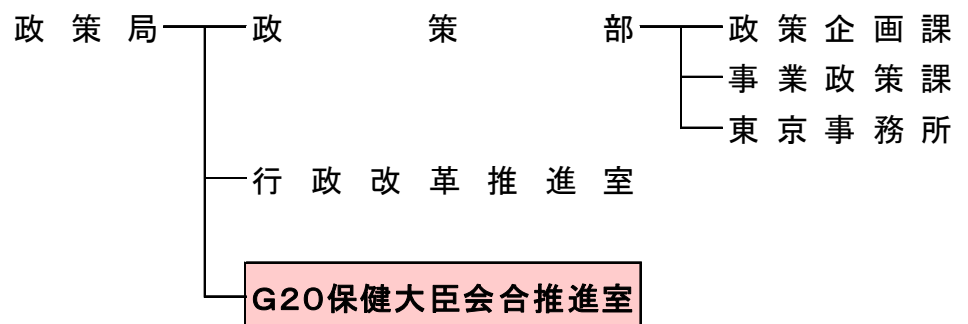 政策局 政策部 政策企画課
事業政策課
東京事務所
行政改革推進室
G20保健大臣会合推進室